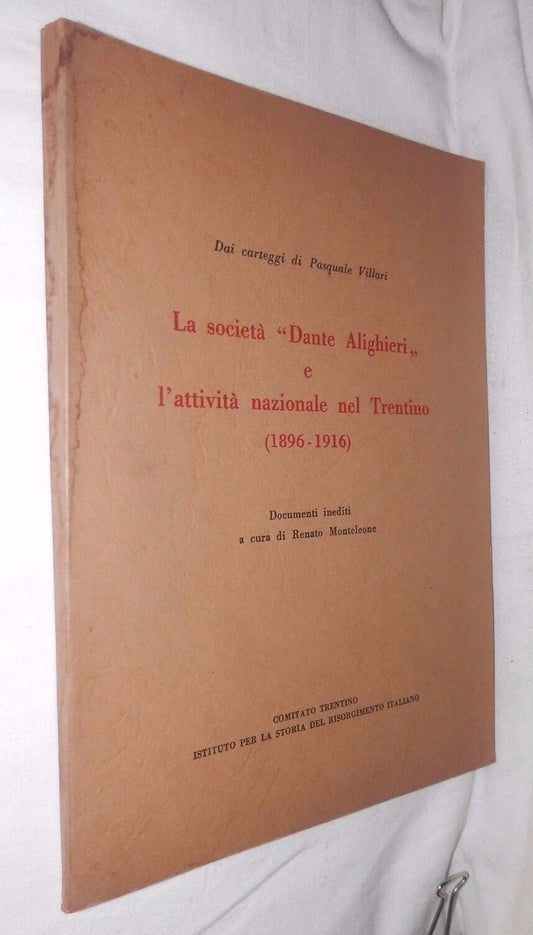 Dai carteggi di Pasquale Villari
La società “Dante Alighieri„
e
l'attività nazionale nel Trentino
(1896-1916)
Documenti inediti
a cura di Renato Monteleone
COMITATO TRENTINO
ISTITUTO PER LA STORIA DEL RISORGIMENTO ITALIANO